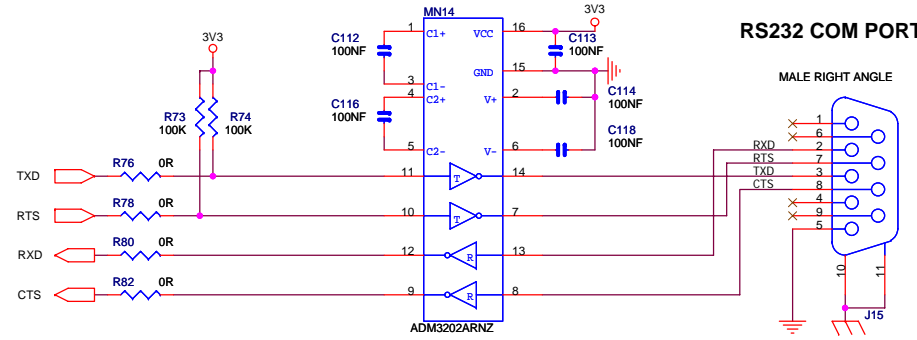 MN14
RS232 COM PORT
3V3
1
C1+
VCC
16
C112
100NF
C113
100NF
3V3
GND
15
3
C1-
4
C2+
V+
2
C114
100NF
MALE RIGHT ANGLE
R73
100K
R74
100K
C116
100NF
5
C2-
V-
6
C118
100NF
1
6
RXD
2
RTS
7
TXD
3
CTS
8
4
9
5
TXD
R76
0R
11
T
14
RTS
R78
0R
10
T
7
RXD
R80
0R
12
R
13
CTS
R82
0R
9
R
8
10
11
J15
ADM3202ARNZ